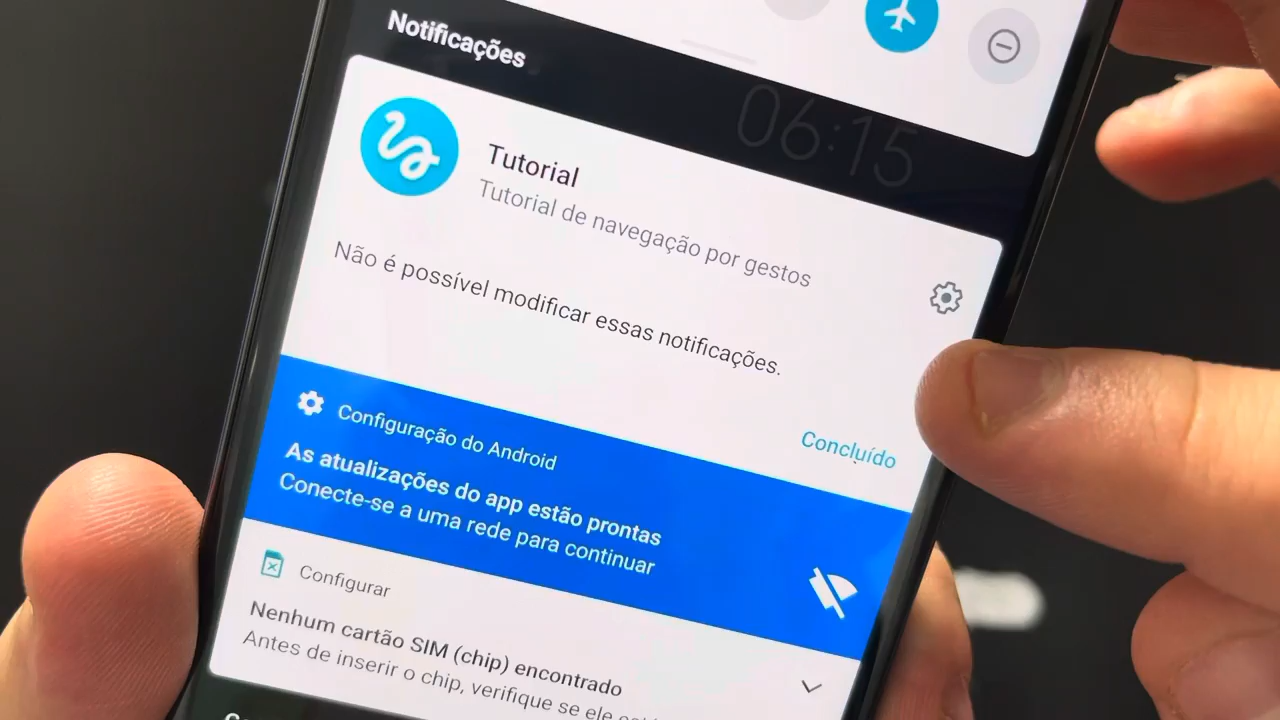 Notificações
06:15
Tutorial
Tutorial de navegação por gestos
Não é possível modificar essas notificações.
Concluído
Configuração do Android
As atualizações do app estão prontas
Conecte-se a uma rede para continuar
Configurar
Nenhum cartão SIM (chip) encontrado
Antes de inserir o chip, verifique se ele